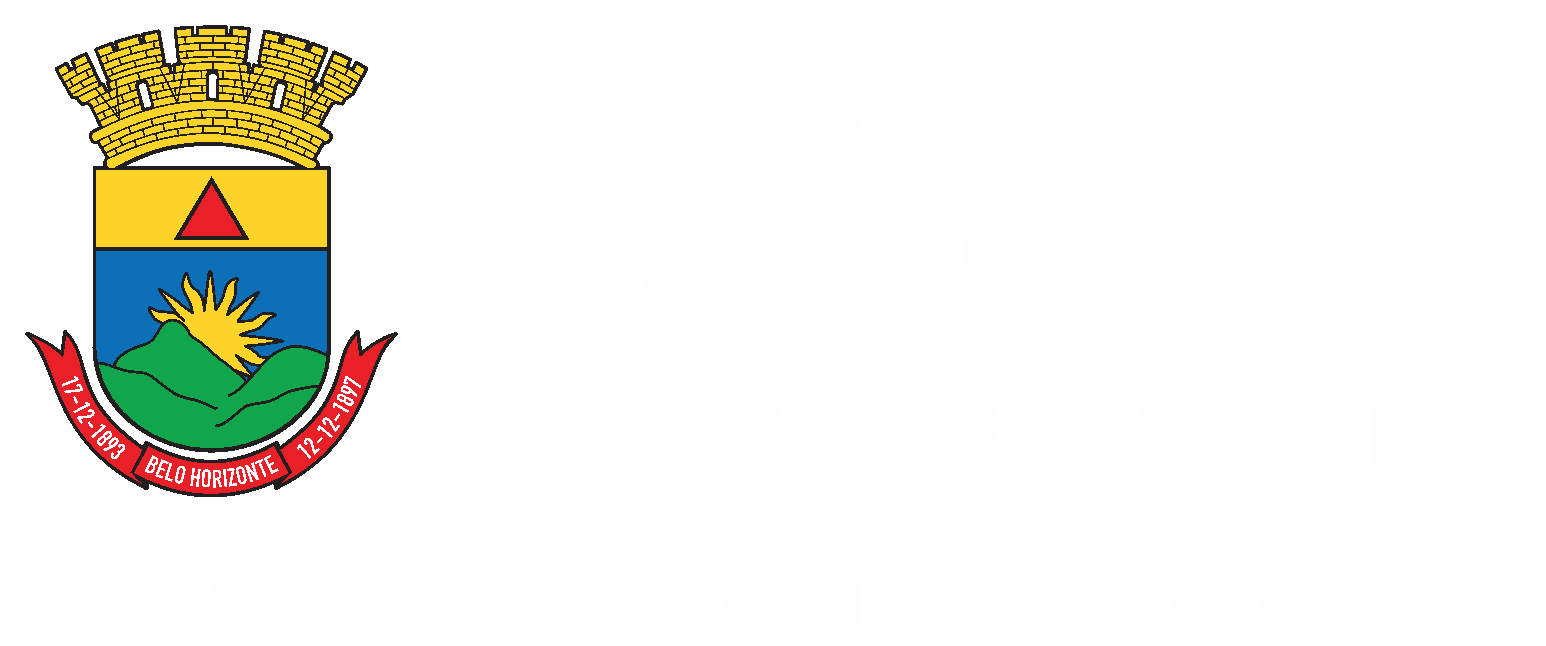 BELO
HORIZONTE
PREFEITURA
17-12-1893
BELO HORIZONTE
12-12-1897
trabalho energia coração